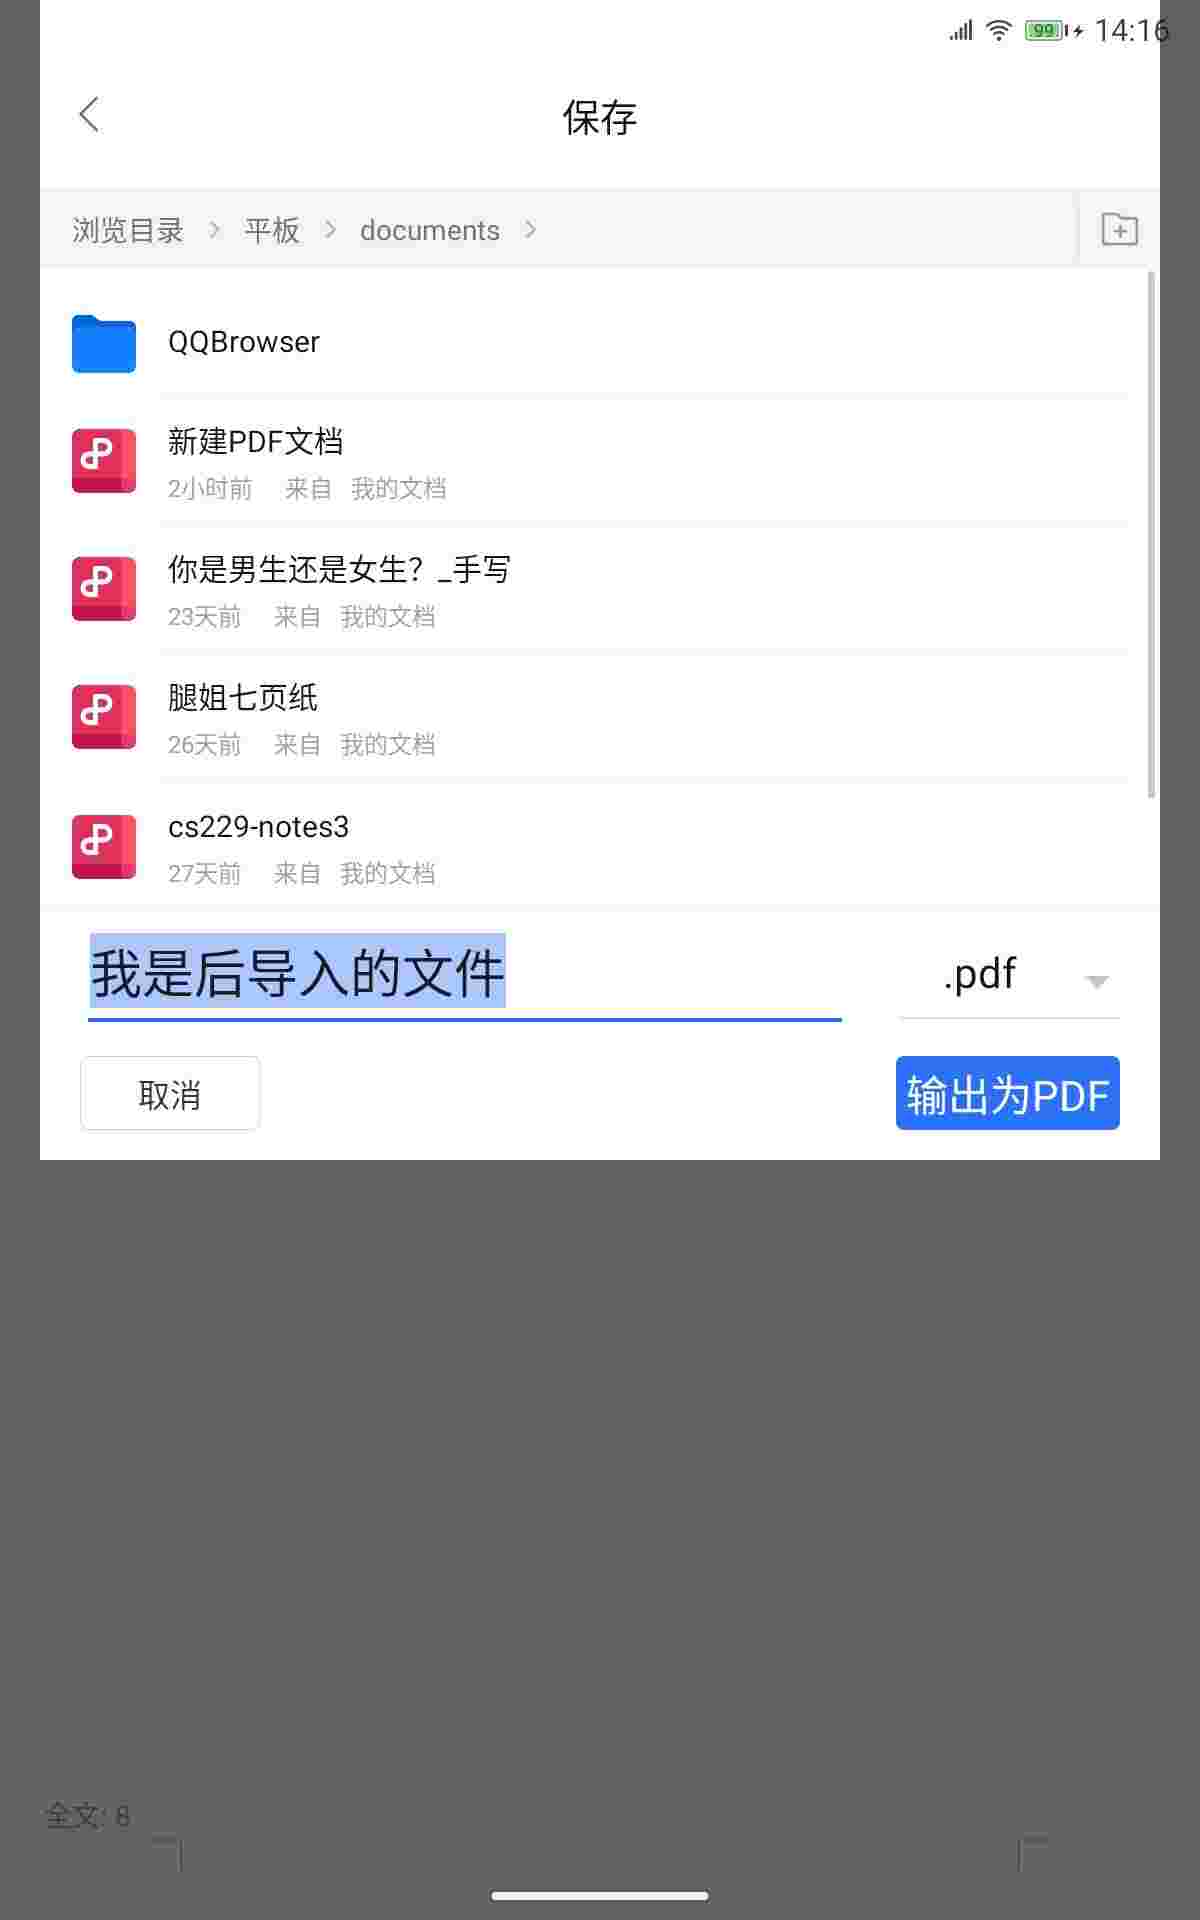 99 14:16
保存
浏览目录 > 平板 > documents >
QQBrowser
新建PDF文档
2小时前 来自 我的文档
你是男生还是女生？_手写
23天前 来自 我的文档
腿姐七页纸
26天前 来自 我的文档
cs229-notes3
27天前 来自 我的文档
我是后导入的文件 .pdf
取消 输出为PDF
全文: 8